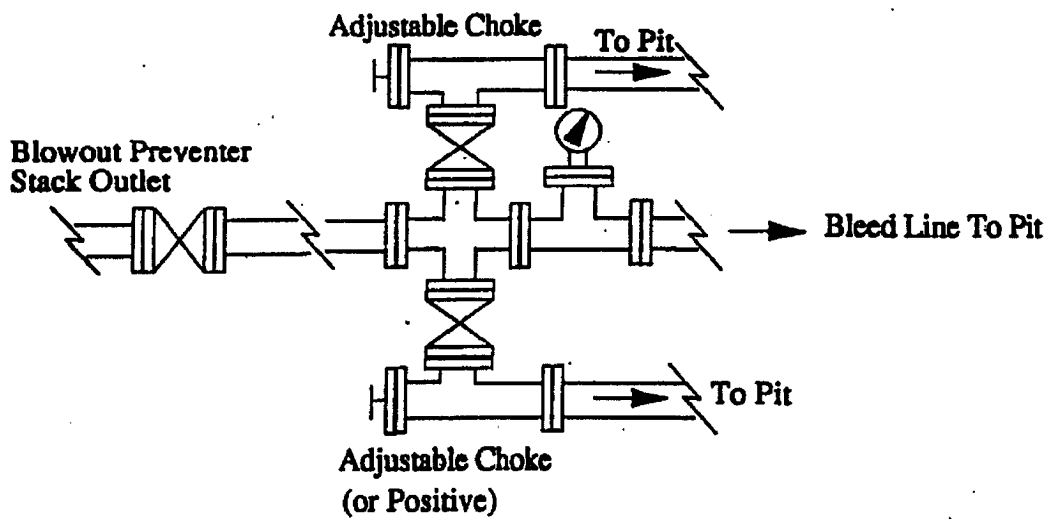 Adjustable Choke
To Pit
Blowout Preventer
Stack Outlet
Bleed Line To Pit
To Pit
Adjustable Choke
(or Positive)